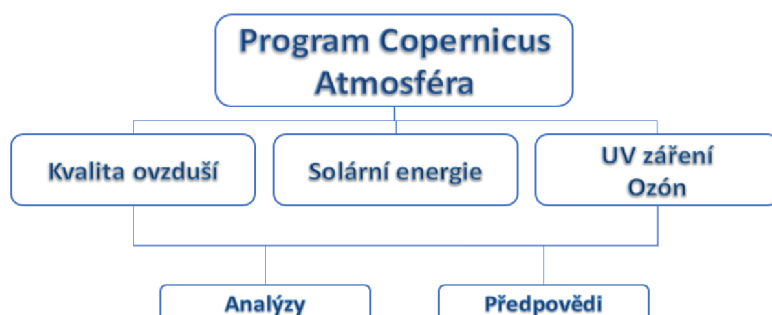 Program Copernicus
Atmosféra
Kvalita ovzduší
Solární energie
UV záření
Ozón
Analýzy
Předpovědi